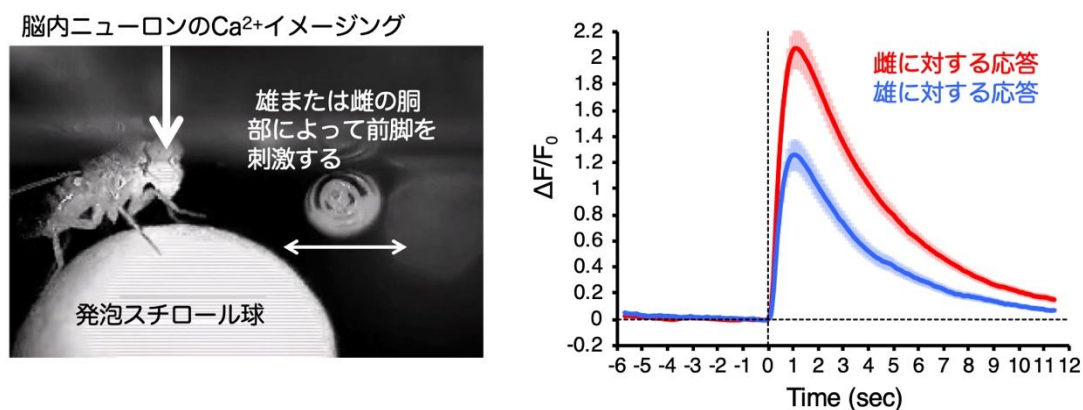 脳内ニューロンのCa²⁺イメージング
雄または雌の胴
部によって前脚を
刺激する
発泡スチロール球
2.2
2
1.8
1.6
1.4
1.2
1
0.8
0.6
0.4
0.2
0
-0.2
ΔF/F₀
雌に対する応答
雄に対する応答
-6 -5 -4 -3 -2 -1 0 1 2 3 4 5 6 7 8 9 10 11 12
Time (sec)